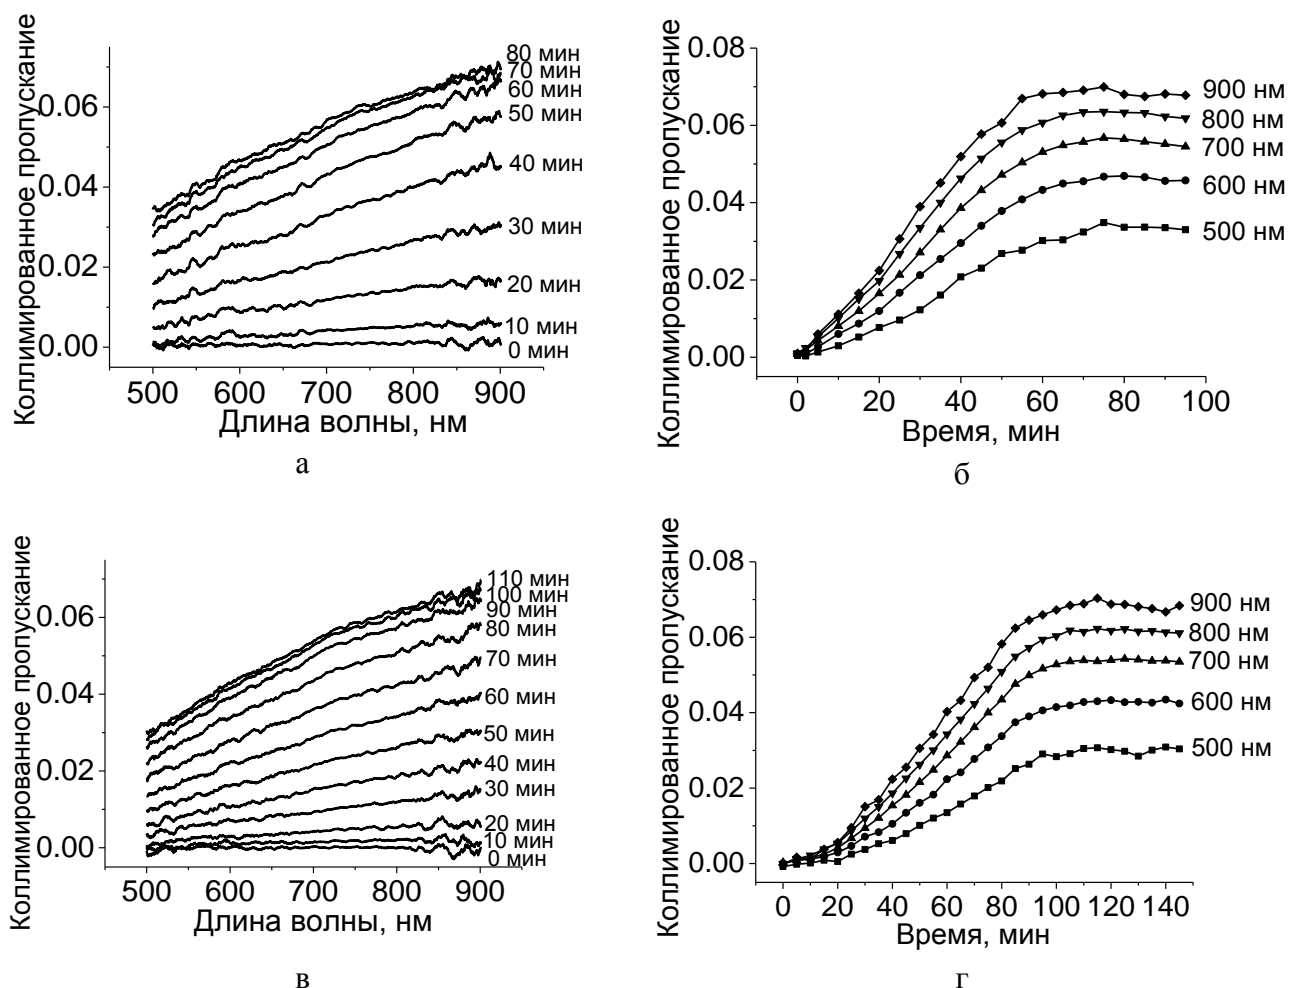 Коллимированное пропускание
0.06
0.04
0.02
0.00
80 мин
70 мин
60 мин
50 мин
40 мин
30 мин
20 мин
10 мин
0 мин
500 600 700 800 900
Длина волны, нм
а
Коллимированное пропускание
0.08
0.06
0.04
0.02
0.00
900 нм
800 нм
700 нм
600 нм
500 нм
0 20 40 60 80 100
Время, мин
б
Коллимированное пропускание
0.06
0.04
0.02
0.00
110 мин
100 мин
90 мин
80 мин
70 мин
60 мин
50 мин
40 мин
30 мин
20 мин
10 мин
0 мин
500 600 700 800 900
Длина волны, нм
в
Коллимированное пропускание
0.08
0.06
0.04
0.02
0.00
900 нм
800 нм
700 нм
600 нм
500 нм
0 20 40 60 80 100 120 140
Время, мин
г